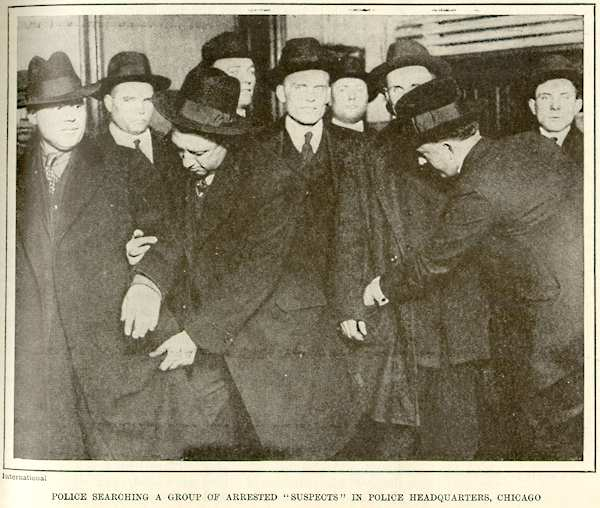 International
POLICE SEARCHING A GROUP OF ARRESTED "SUSPECTS" IN POLICE HEADQUARTERS, CHICAGO